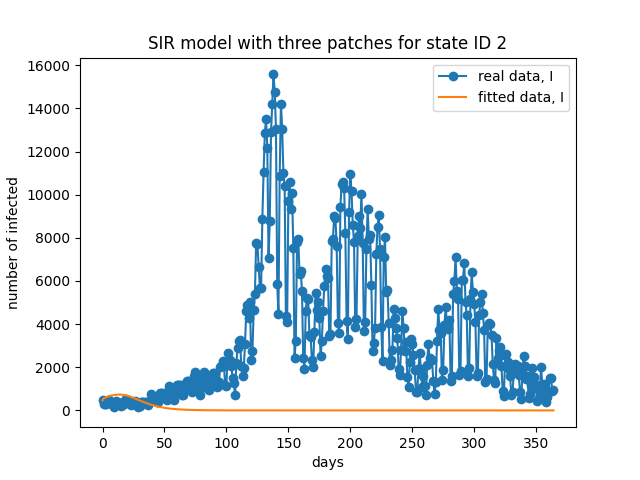 SIR model with three patches for state ID 2
real data, I
fitted data, I
number of infected
16000
14000
12000
10000
8000
6000
4000
2000
0
0 50 100 150 200 250 300 350
days